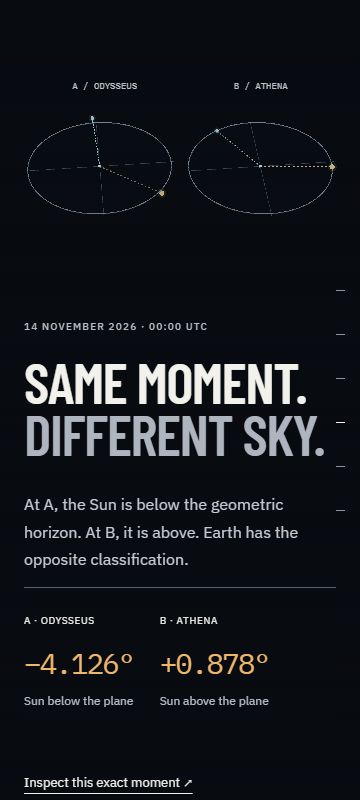 A / ODYSSEUS
B / ATHENA
14 NOVEMBER 2026 · 00:00 UTC
SAME MOMENT.
DIFFERENT SKY.
At A, the Sun is below the geometric
horizon. At B, it is above. Earth has the
opposite classification.
A · ODYSSEUS
B · ATHENA
−4.126°
+0.878°
Sun below the plane
Sun above the plane
Inspect this exact moment ↗